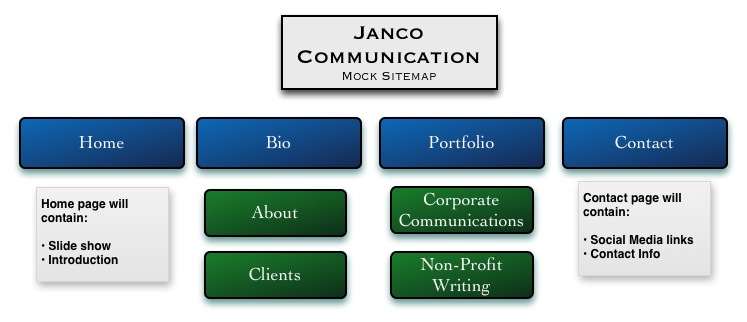 JANCO
COMMUNICATION
MOCK SITEMAP
Home
Bio
Portfolio
Contact
Home page will
contain:
• Slide show
• Introduction
About
Clients
Corporate
Communications
Non-Profit
Writing
Contact page will
contain:
• Social Media links
• Contact Info